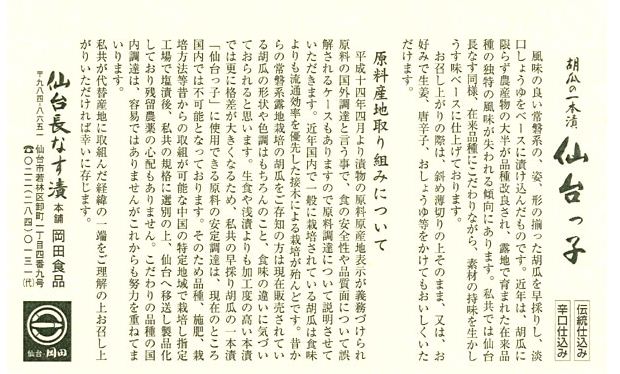 胡瓜の一本漬
仙台っ子
伝統仕込み
辛口仕込み
風味の良い常磐系の、姿、形の揃った胡瓜を早採りし、淡
口しょうゆをベースに漬け込んだものです。近年は、胡瓜に
限らず農産物の大半が品種改良され、露地で育まれた在来品
種の独特の風味が失われる傾向にあります。私共では仙台
長なす同様、在来品種にこだわりながら、素材の持味を生かし
うす味ベースに仕上げております。
お召し上がりの際は、斜め薄切りの上そのまま、又は、お
好みで生姜、唐辛子、おしょうゆ等をかけてもおいしくいた
だけます。
原料産地取り組みについて
平成十四年四月より漬物の原料原産地表示が義務づけられ
原料の国外調達と言う事で、食の安全性や品質面について誤
解されるケースもありますので原料調達について説明させて
いただきます。近年国内で一般に栽培されている胡瓜は食味
よりも流通効率を優先した接木による栽培が殆んどです。昔か
らの常磐系露地栽培の胡瓜をご存知の方は現在販売されてい
る胡瓜の形状や色調はもちろんのこと、食味の違いに気づい
ておられると思います。生食や浅漬よりも加工度の高い本漬
では更に格差が大きくなるため、私共の早採り胡瓜の一本漬
「仙台っ子」に使用できる原料の安定調達は、現在のところ
国内では不可能となっております。そのため品種、施肥、栽
培方法等昔からの取組が可能な中国の特定地域で栽培し指定
工場で塩漬後、私共の規格に選別の上、仙台へ移送し製品化
しており残留農薬の心配もありません。こだわりの品種の国
内調達は、容易ではありませんがこれからも努力を重ねてま
いります。
私共が代替産地に取組んだ経緯の一端をご理解の上お召し上
がりいただければ幸いに存じます。
仙台長なす漬本舗 岡田食品
〒九八四-八六五一 仙台市若林区卸町一丁目四番九号
☎〇二二-二八四-〇一三一(代)
仙台・岡田